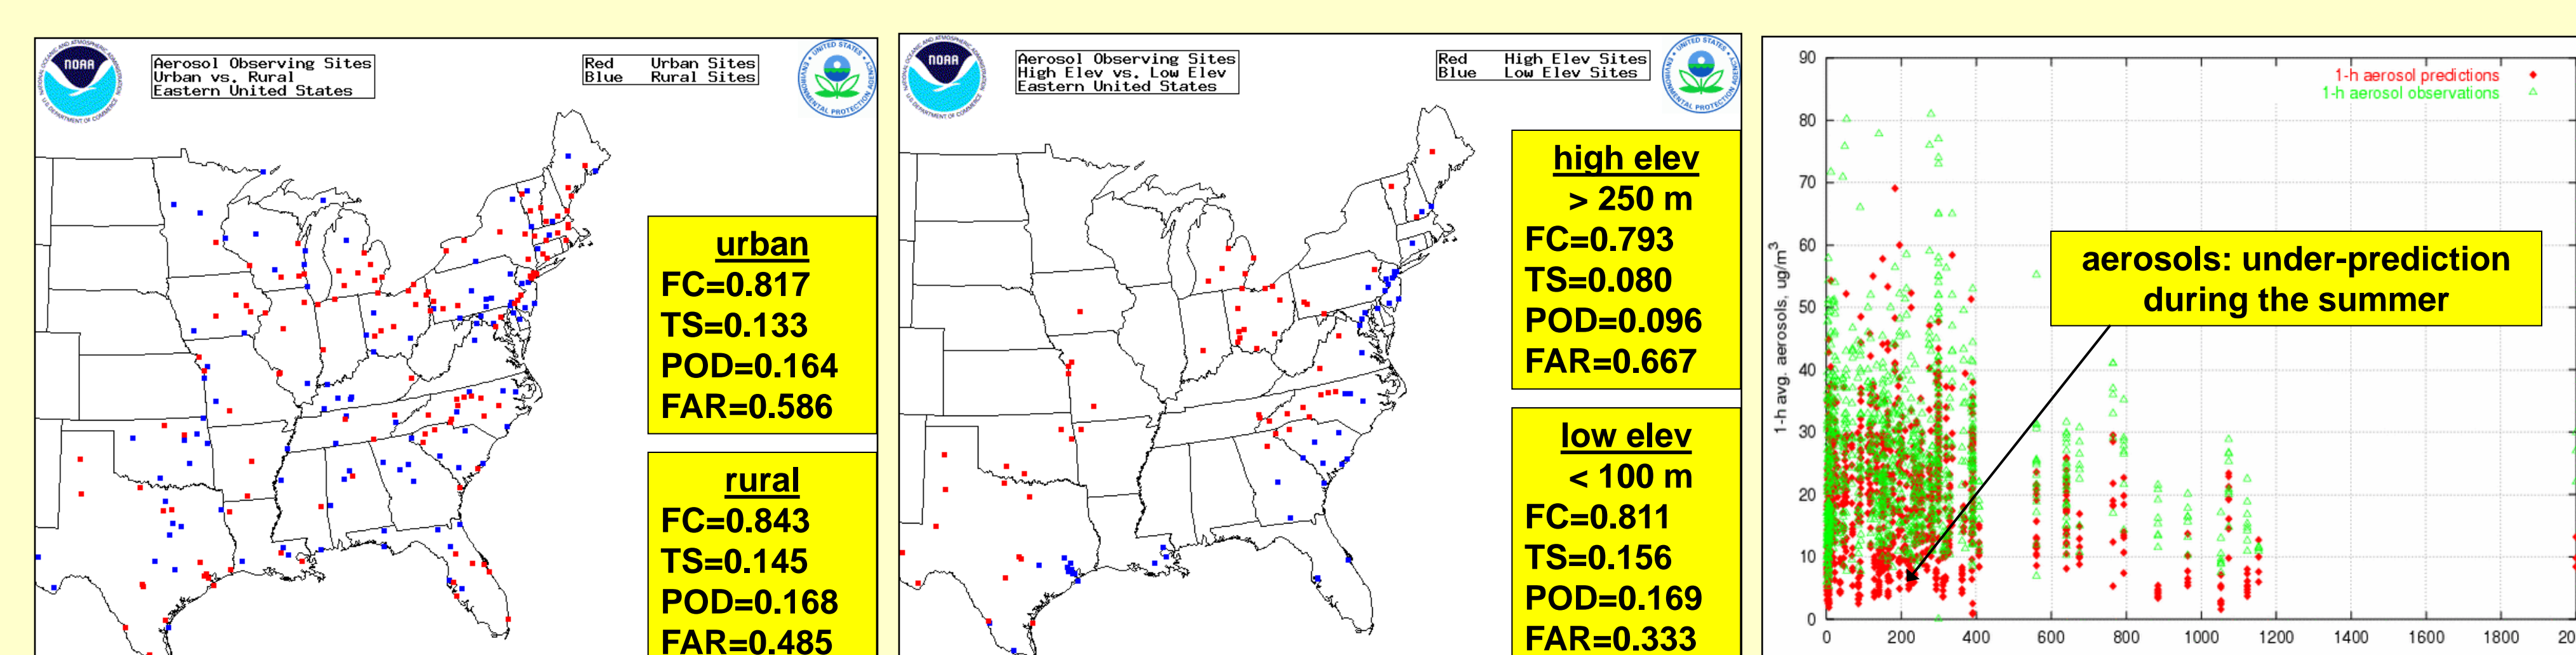 NOAA
Aerosol Observing Sites
Urban vs. Rural
Eastern United States
Red Urban Sites
Blue Rural Sites
urban
FC=0.817
TS=0.133
POD=0.164
FAR=0.586
rural
FC=0.843
TS=0.145
POD=0.168
FAR=0.485
NOAA
Aerosol Observing Sites
High Elev vs. Low Elev
Eastern United States
Red High Elev Sites
Blue Low Elev Sites
high elev
> 250 m
FC=0.793
TS=0.080
POD=0.096
FAR=0.667
low elev
< 100 m
FC=0.811
TS=0.156
POD=0.169
FAR=0.333
1-h aerosol predictions
1-h aerosol observations
aerosols: under-prediction
during the summer
1-h avg. aerosols, ug/m³
90
80
70
60
50
40
30
20
10
0
0 200 400 600 800 1000 1200 1400 1600 1800 20